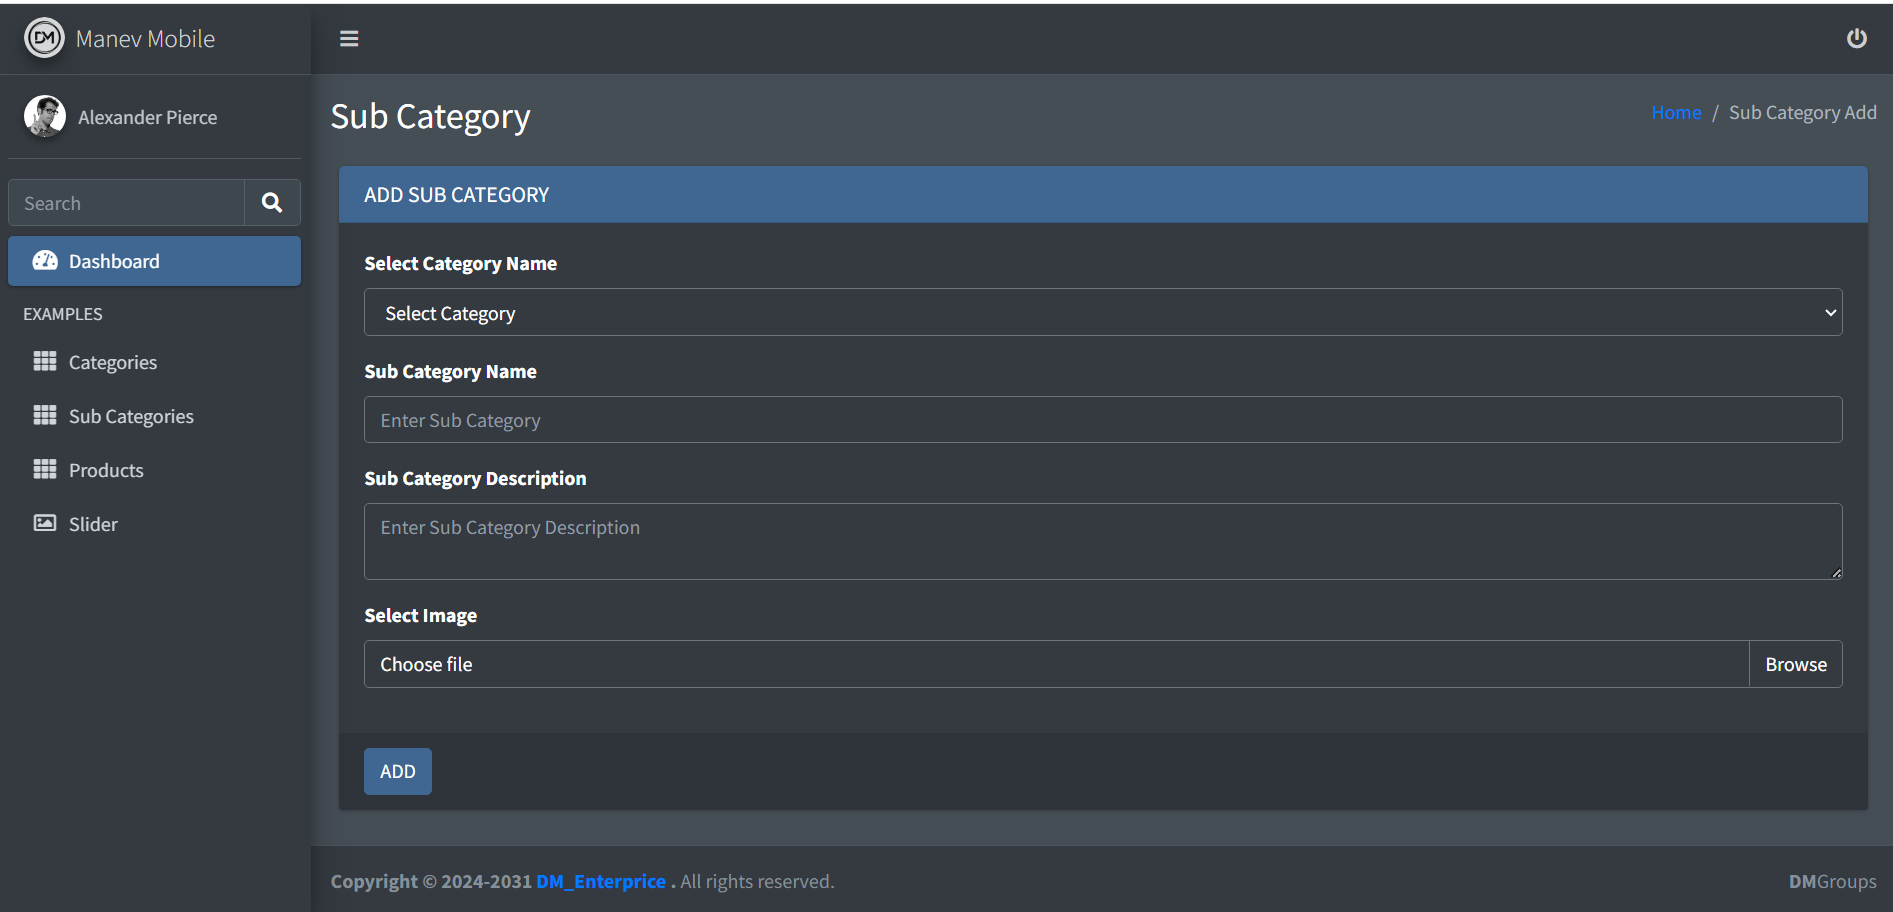 DM Manev Mobile
Alexander Pierce
Search
Dashboard
EXAMPLES
Categories
Sub Categories
Products
Slider
Sub Category
Home / Sub Category Add
ADD SUB CATEGORY
Select Category Name
Select Category
Sub Category Name
Enter Sub Category
Sub Category Description
Enter Sub Category Description
Select Image
Choose file Browse
ADD
Copyright © 2024-2031 DM_Enterprice . All rights reserved.
DMGroups